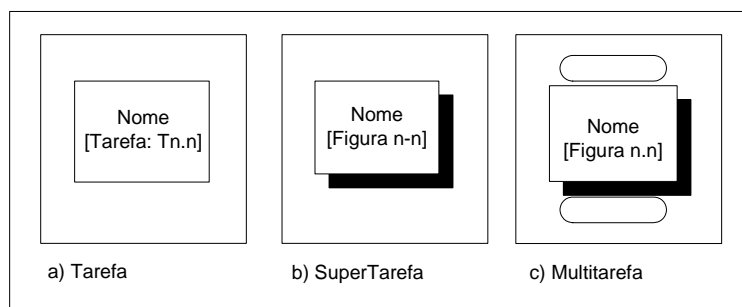 Nome
[Tarefa: Tn.n]
Nome
[Figura n-n]
Nome
[Figura n.n]
a) Tarefa
b) SuperTarefa
c) Multitarefa